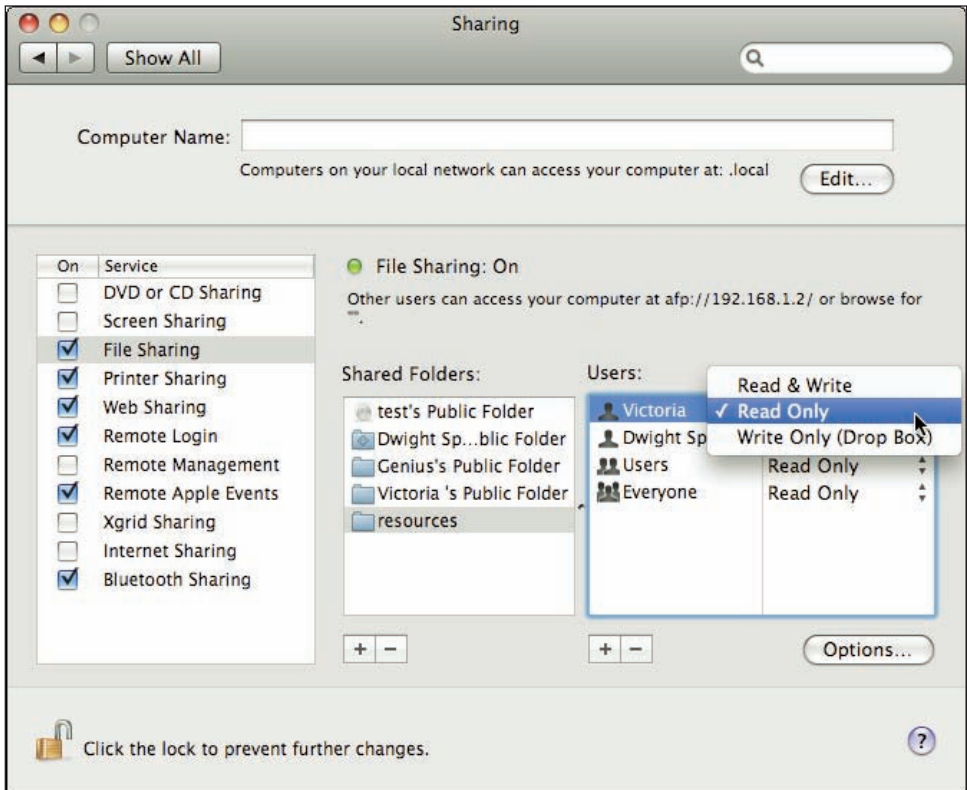 Sharing
Show All
Computer Name:
Computers on your local network can access your computer at: .local
Edit...
On Service
DVD or CD Sharing
Screen Sharing
File Sharing
Printer Sharing
Web Sharing
Remote Login
Remote Management
Remote Apple Events
Xgrid Sharing
Internet Sharing
Bluetooth Sharing
File Sharing: On
Other users can access your computer at afp://192.168.1.2/ or browse for
"".
Shared Folders:
test's Public Folder
Dwight Sp...blic Folder
Genius's Public Folder
Victoria 's Public Folder
resources
+ −
Users:
Victoria
Dwight Sp
Users Read Only
Everyone Read Only
Read & Write
✓ Read Only
Write Only (Drop Box)
+ −
Options...
Click the lock to prevent further changes.
?